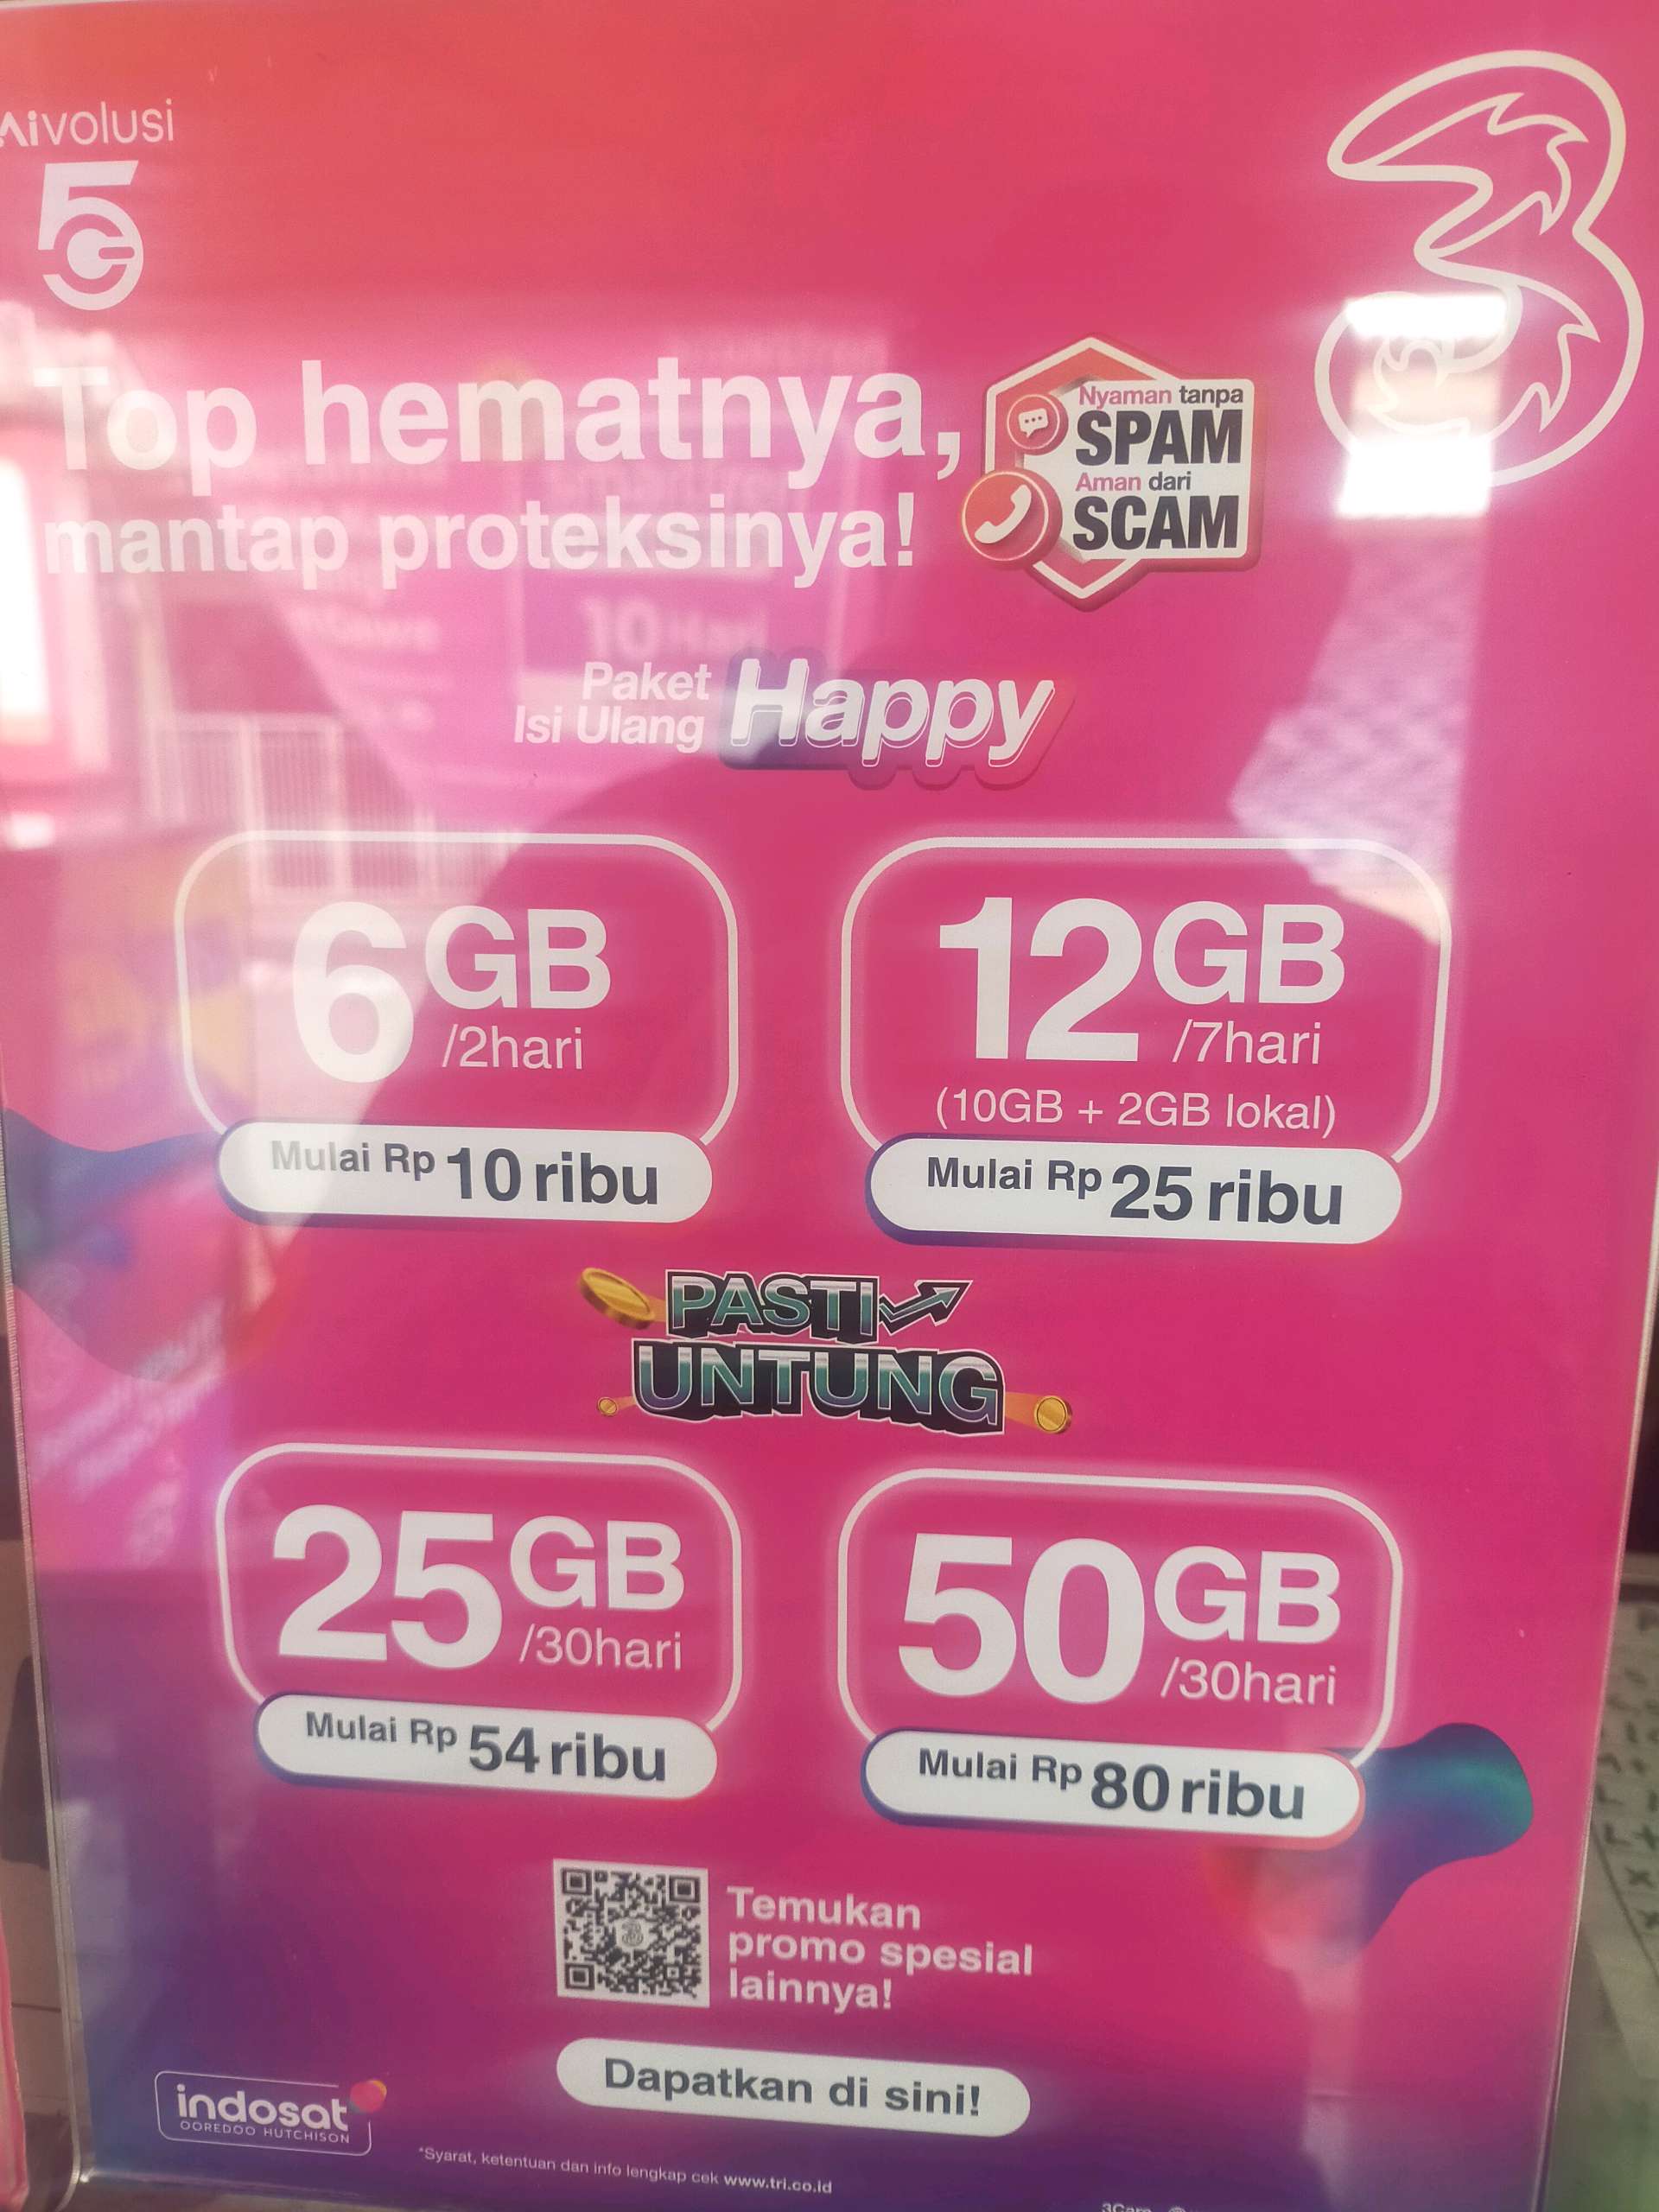 Aivolusi
5G
3
Top hematnya,
mantap proteksinya!
Nyaman tanpa
SPAM
Aman dari
SCAM
Paket
Isi Ulang
Happy
6GB
/2hari
Mulai Rp 10 ribu
12GB
/7hari
(10GB + 2GB lokal)
Mulai Rp 25 ribu
PASTI
UNTUNG
25GB
/30hari
Mulai Rp 54 ribu
50GB
/30hari
Mulai Rp 80 ribu
Temukan
promo spesial
lainnya!
Dapatkan di sini!
indosat
OOREDOO HUTCHISON
*Syarat, ketentuan dan info lengkap cek www.tri.co.id